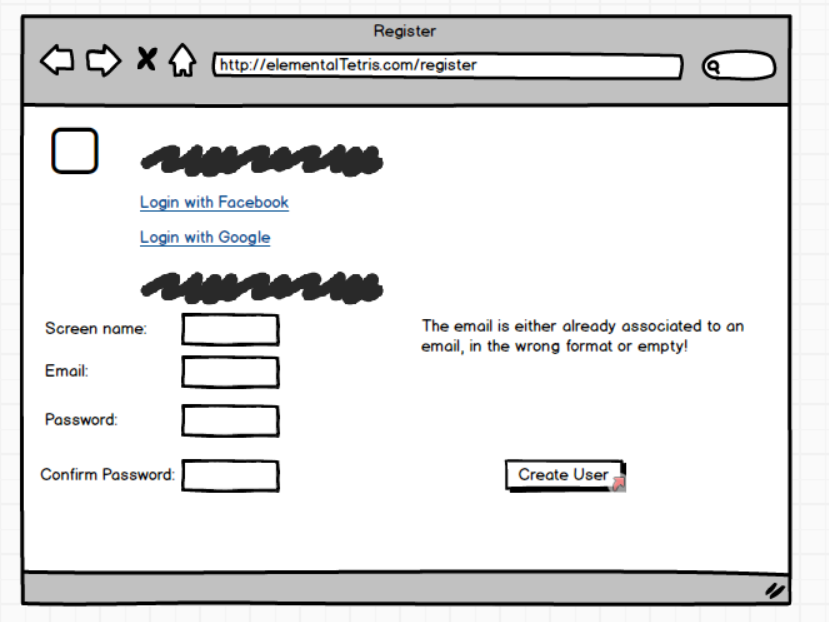 Register
http://elementalTetris.com/register
Login with Facebook
Login with Google
Screen name:
The email is either already associated to an
email, in the wrong format or empty!
Email:
Password:
Confirm Password:
Create User